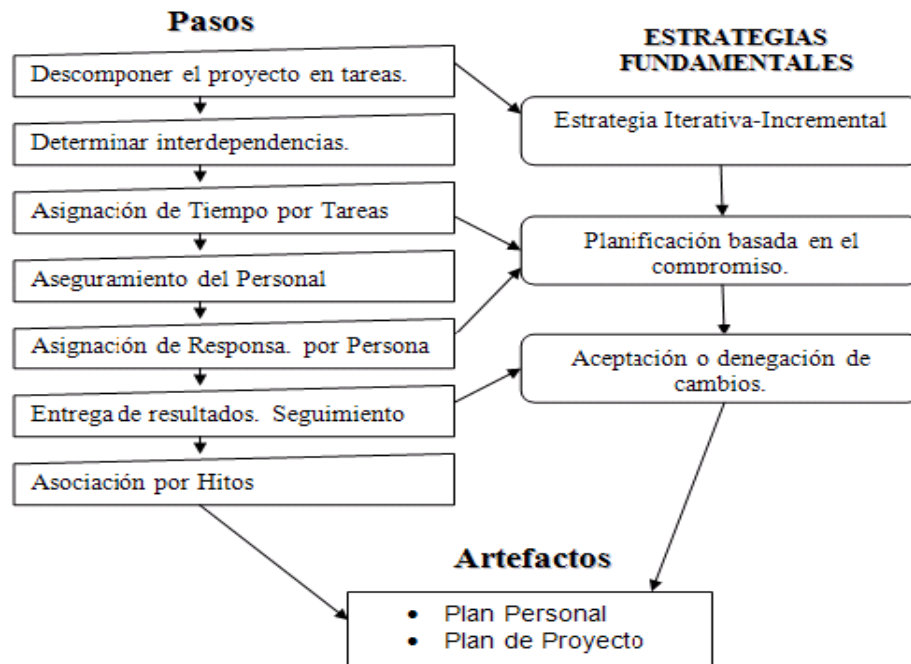 Pasos
Descomponer el proyecto en tareas.
Determinar interdependencias.
Asignación de Tiempo por Tareas
Aseguramiento del Personal
Asignación de Responsa. por Persona
Entrega de resultados. Seguimiento
Asociación por Hitos
ESTRATEGIAS
FUNDAMENTALES
Estrategia Iterativa-Incremental
Planificación basada en el
compromiso.
Aceptación o denegación de
cambios.
Artefactos
• Plan Personal
• Plan de Proyecto